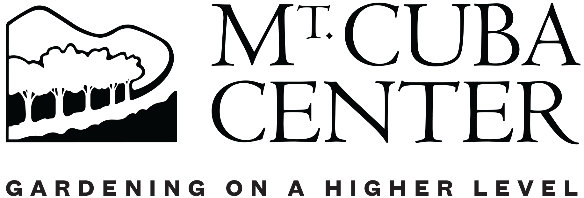 MT. CUBA
CENTER
GARDENING ON A HIGHER LEVEL